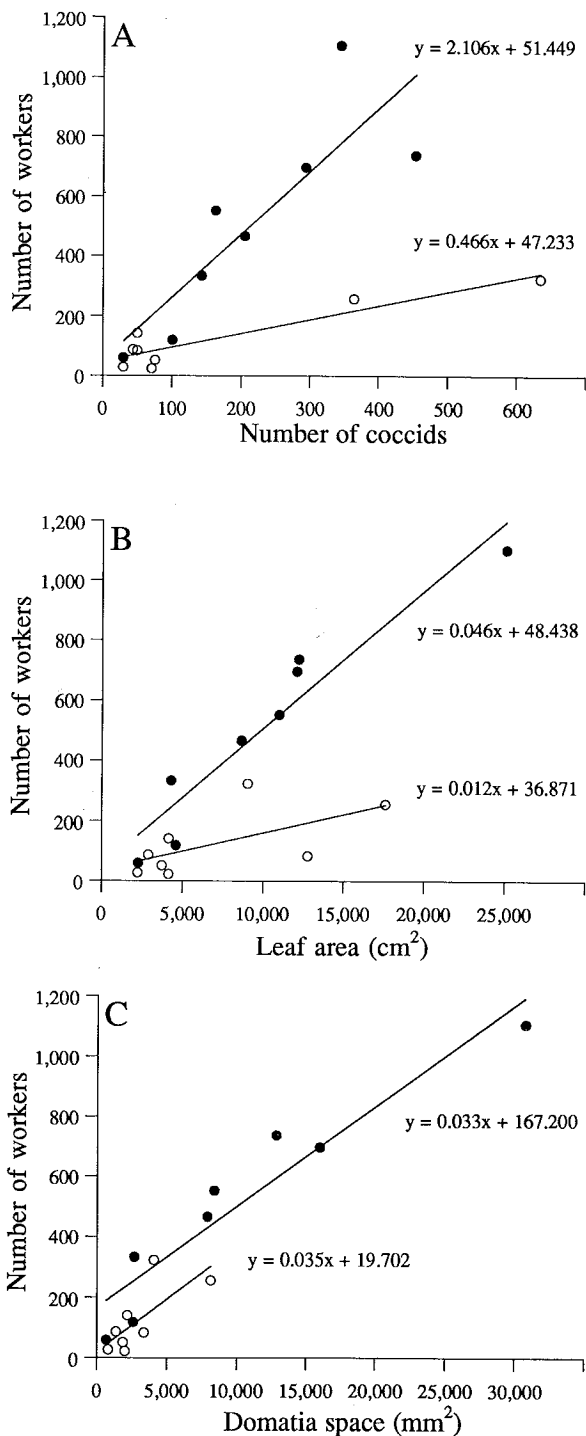 A
1,200
1,000
800
600
400
200
0
Number of workers
y = 2.106x + 51.449
y = 0.466x + 47.233
0 100 200 300 400 500 600
Number of coccids
B
1,200
1,000
800
600
400
200
0
Number of workers
y = 0.046x + 48.438
y = 0.012x + 36.871
0 5,000 10,000 15,000 20,000 25,000
Leaf area (cm²)
C
1,200
1,000
800
600
400
200
0
Number of workers
y = 0.033x + 167.200
y = 0.035x + 19.702
0 5,000 10,000 15,000 20,000 25,000 30,000
Domatia space (mm²)